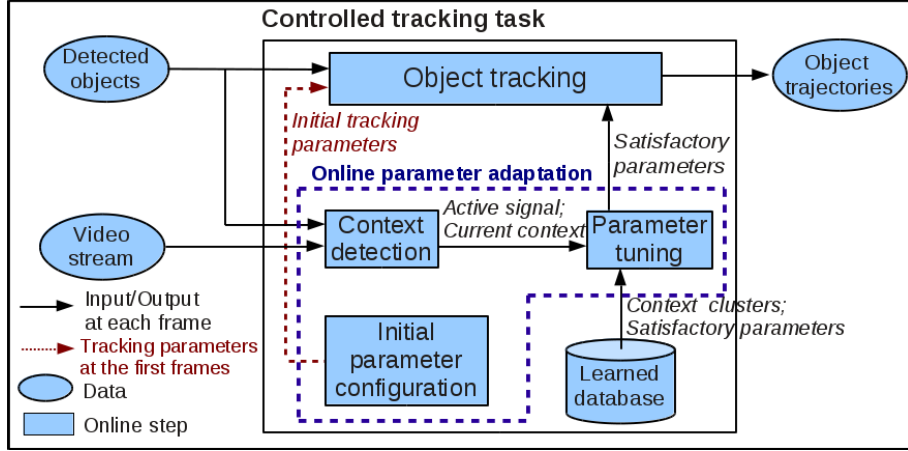 Controlled tracking task
Detected
objects
Object tracking
Object
trajectories
Initial tracking
parameters
Satisfactory
parameters
Online parameter adaptation
Video
stream
Context
detection
Active signal;
Current context
Parameter
tuning
Input/Output
at each frame
Tracking parameters
at the first frames
Data
Online step
Initial
parameter
configuration
Context clusters;
Satisfactory parameters
Learned
database